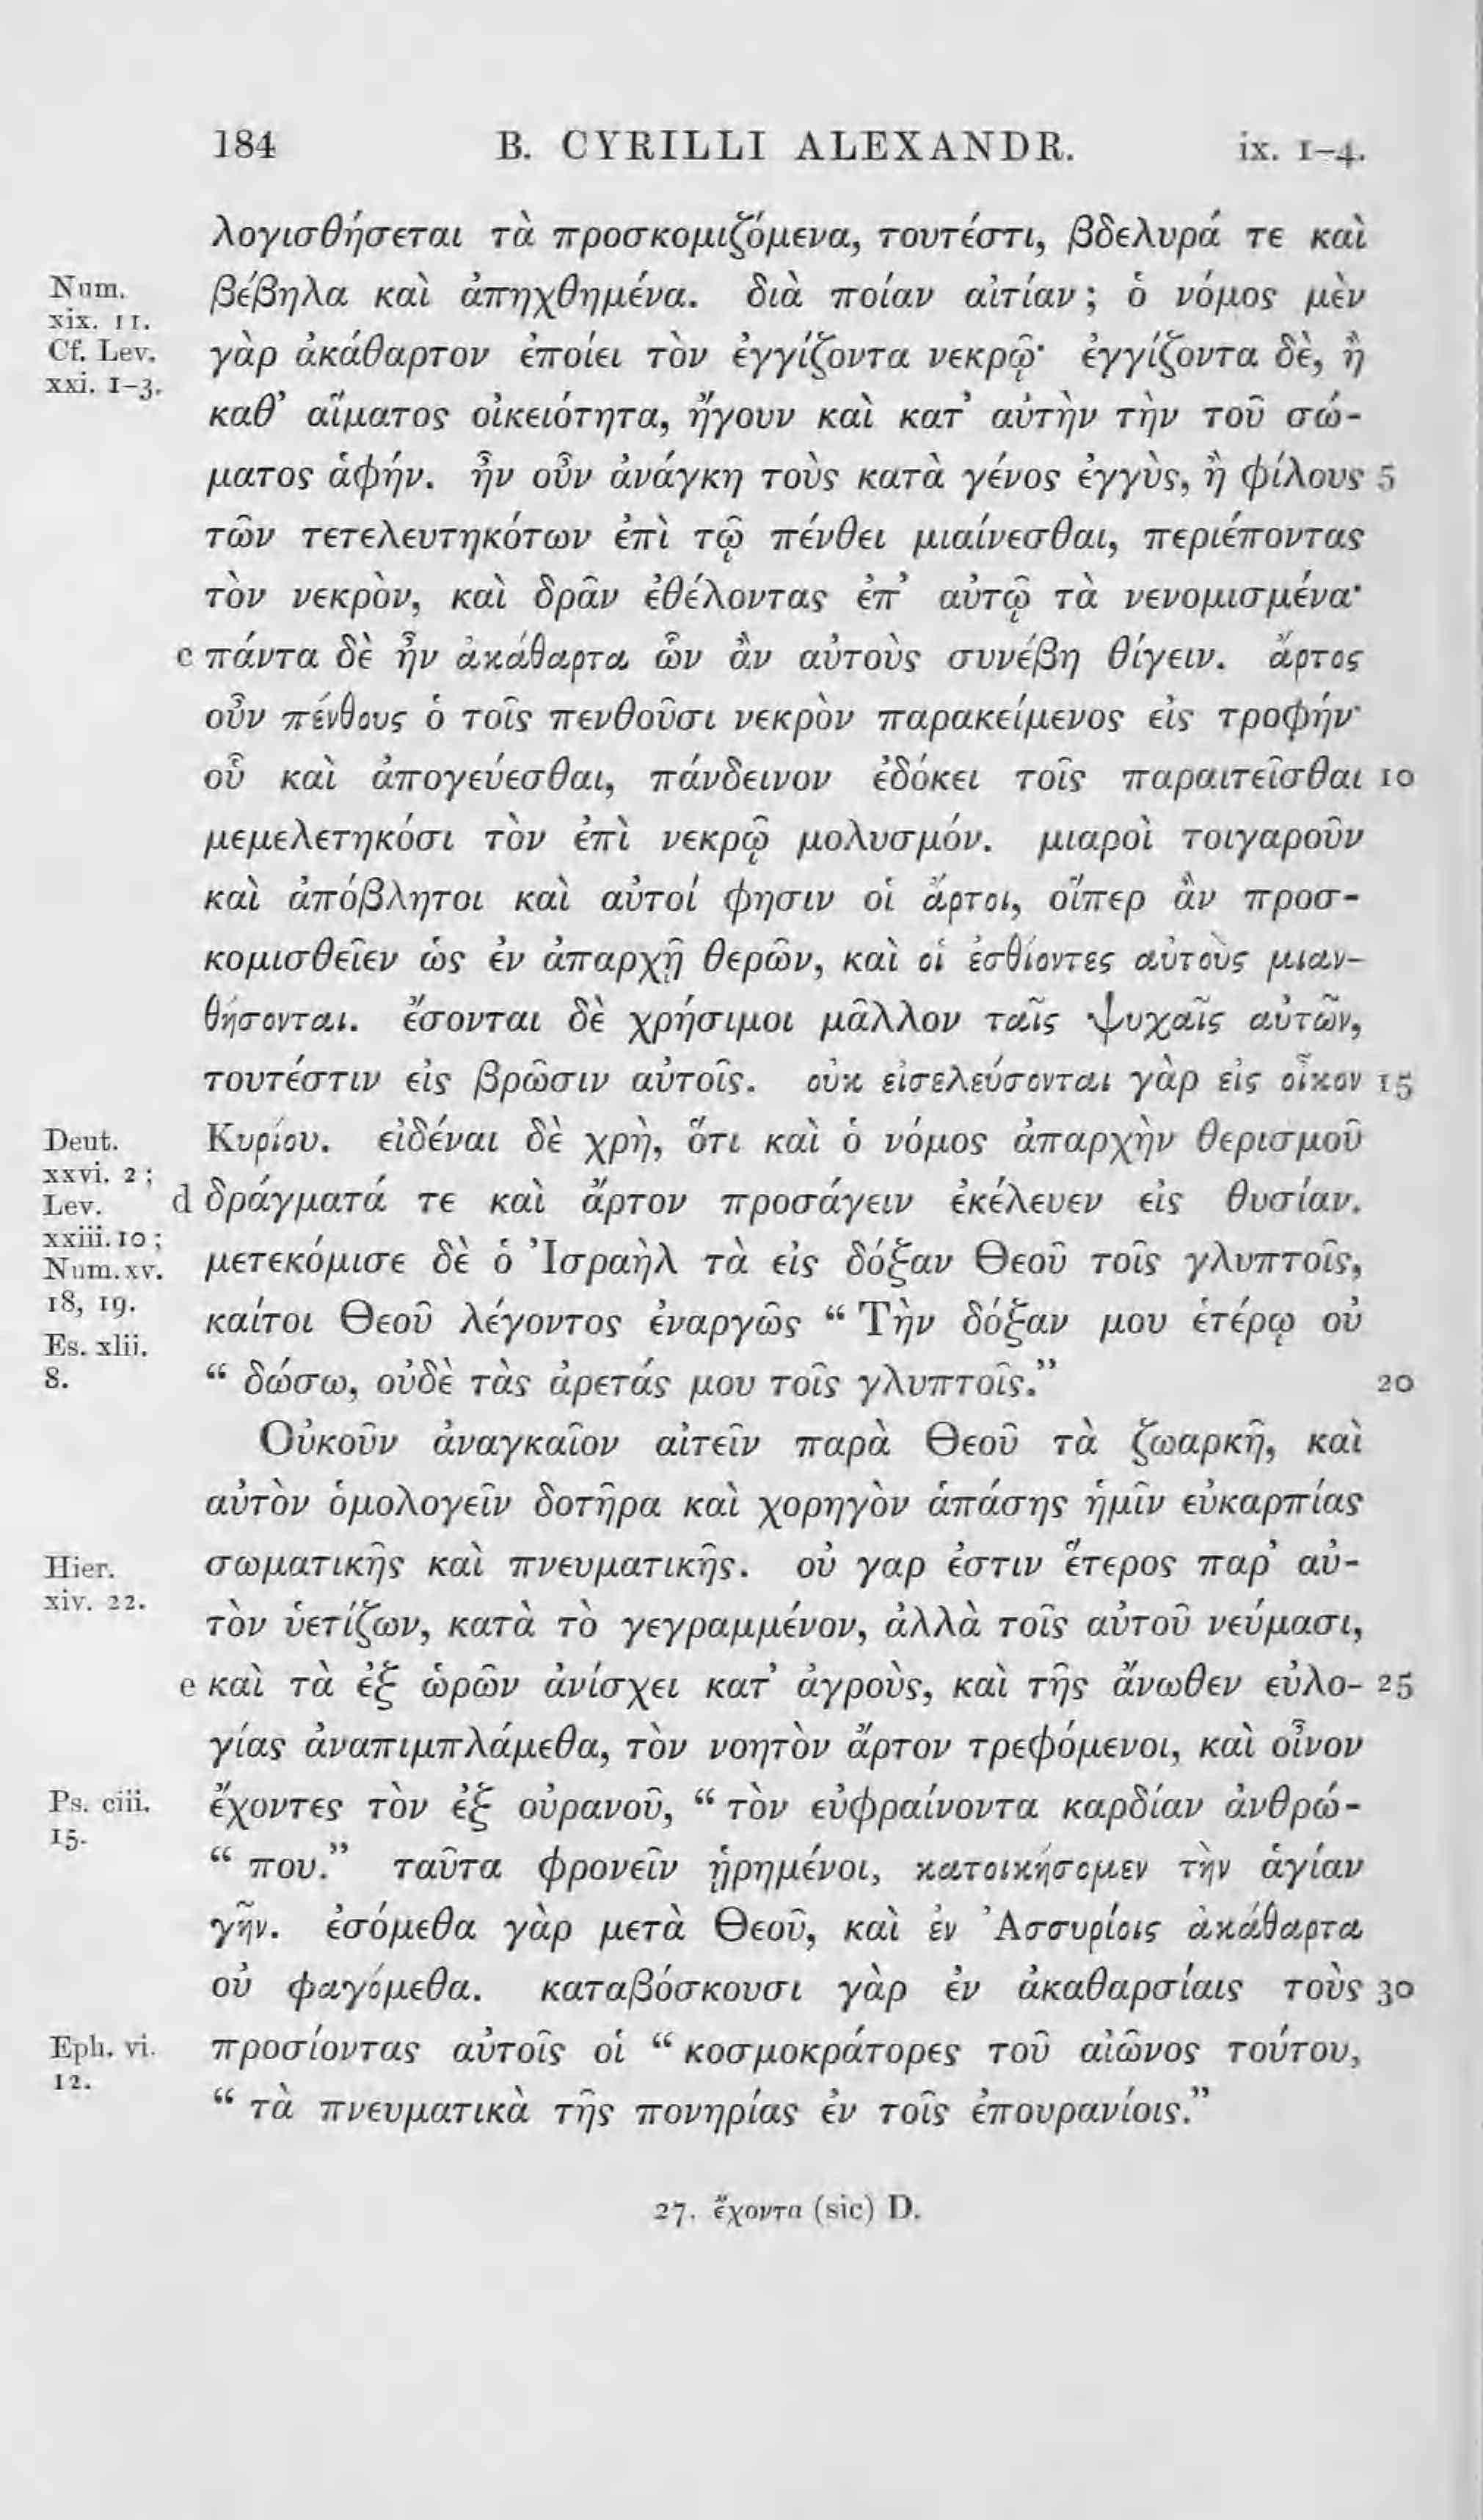 184 B. CYRILLI ALEXANDR. ix. 1-4.
λογισθήσεται τὰ προσκομιζόμενα, τουτέστι, βδελυρά τε καὶ
Num. βέβηλα καὶ ἀπηχθημένα. διὰ ποίαν αἰτίαν; ὁ νόμος μὲν
xix. 11.
Cf. Lev. γὰρ ἀκάθαρτον ἐποίει τὸν ἐγγίζοντα νεκρῷ· ἐγγίζοντα δὲ, ἢ
xxi. 1-3.
καθ’ αἵματος οἰκειότητα, ἤγουν καὶ κατ’ αὐτὴν τὴν τοῦ σώ-
ματος ἁφήν. ἦν οὖν ἀνάγκη τοὺς κατὰ γένος ἐγγὺς, ἢ φίλους 5
τῶν τετελευτηκότων ἐπὶ τῷ πένθει μιαίνεσθαι, περιέποντας
τὸν νεκρὸν, καὶ δρᾶν ἐθέλοντας ἐπ’ αὐτῷ τὰ νενομισμένα·
c πάντα δὲ ἦν ἀκάθαρτα ὧν ἂν αὐτοὺς συνέβη θίγειν. ἄρτος
οὖν πένθους ὁ τοῖς πενθοῦσι νεκρὸν παρακείμενος εἰς τροφήν·
οὗ καὶ ἀπογεύεσθαι, πάνδεινον ἐδόκει τοῖς παραιτεῖσθαι 10
μεμελετηκόσι τὸν ἐπὶ νεκρῷ μολυσμόν. μιαροὶ τοιγαροῦν
καὶ ἀπόβλητοι καὶ αὐτοί φησιν οἱ ἄρτοι, οἵπερ ἂν προσ-
κομισθεῖεν ὡς ἐν ἀπαρχῇ θερῶν, καὶ οἱ ἐσθίοντες αὐτοὺς μιαν-
θήσονται. ἔσονται δὲ χρήσιμοι μᾶλλον ταῖς ψυχαῖς αὐτῶν,
τουτέστιν εἰς βρῶσιν αὐτοῖς. οὐκ εἰσελεύσονται γὰρ εἰς οἶκον 15
Deut. Κυρίου. εἰδέναι δὲ χρὴ, ὅτι καὶ ὁ νόμος ἀπαρχὴν θερισμοῦ
xxvi. 2;
Lev. d δράγματά τε καὶ ἄρτον προσάγειν ἐκέλευεν εἰς θυσίαν.
xxiii. 10;
Num. xv. μετεκόμισε δὲ ὁ Ἰσραὴλ τὰ εἰς δόξαν Θεοῦ τοῖς γλυπτοῖς,
18, 19.
καίτοι Θεοῦ λέγοντος ἐναργῶς “ Τὴν δόξαν μου ἑτέρῳ οὐ
Es. xlii.
8. “ δώσω, οὐδὲ τὰς ἀρετάς μου τοῖς γλυπτοῖς.” 20
Οὐκοῦν ἀναγκαῖον αἰτεῖν παρὰ Θεοῦ τὰ ζωαρκῆ, καὶ
αὐτὸν ὁμολογεῖν δοτῆρα καὶ χορηγὸν ἁπάσης ἡμῖν εὐκαρπίας
Hier. σωματικῆς καὶ πνευματικῆς. οὐ γαρ ἐστιν ἕτερος παρ’ αὐ-
xiv. 22.
τὸν ὑετίζων, κατὰ τὸ γεγραμμένον, ἀλλὰ τοῖς αὐτοῦ νεύμασι,
e καὶ τὰ ἐξ ὡρῶν ἀνίσχει κατ’ ἀγροὺς, καὶ τῆς ἄνωθεν εὐλο- 25
γίας ἀναπιμπλάμεθα, τὸν νοητὸν ἄρτον τρεφόμενοι, καὶ οἶνον
Ps. ciii. ἔχοντες τὸν ἐξ οὐρανοῦ, “ τὸν εὐφραίνοντα καρδίαν ἀνθρώ-
15.
“ που.” ταῦτα φρονεῖν ᾑρημένοι, κατοικήσομεν τὴν ἁγίαν
γῆν. ἐσόμεθα γὰρ μετὰ Θεοῦ, καὶ ἐν Ἀσσυρίοις ἀκάθαρτα
οὐ φαγόμεθα. καταβόσκουσι γὰρ ἐν ἀκαθαρσίαις τοὺς 30
Eph. vi. προσίοντας αὐτοῖς οἱ “ κοσμοκράτορες τοῦ αἰῶνος τούτου,
12.
“ τὰ πνευματικὰ τῆς πονηρίας ἐν τοῖς ἐπουρανίοις.”
27. ἔχοντα (sic) D.